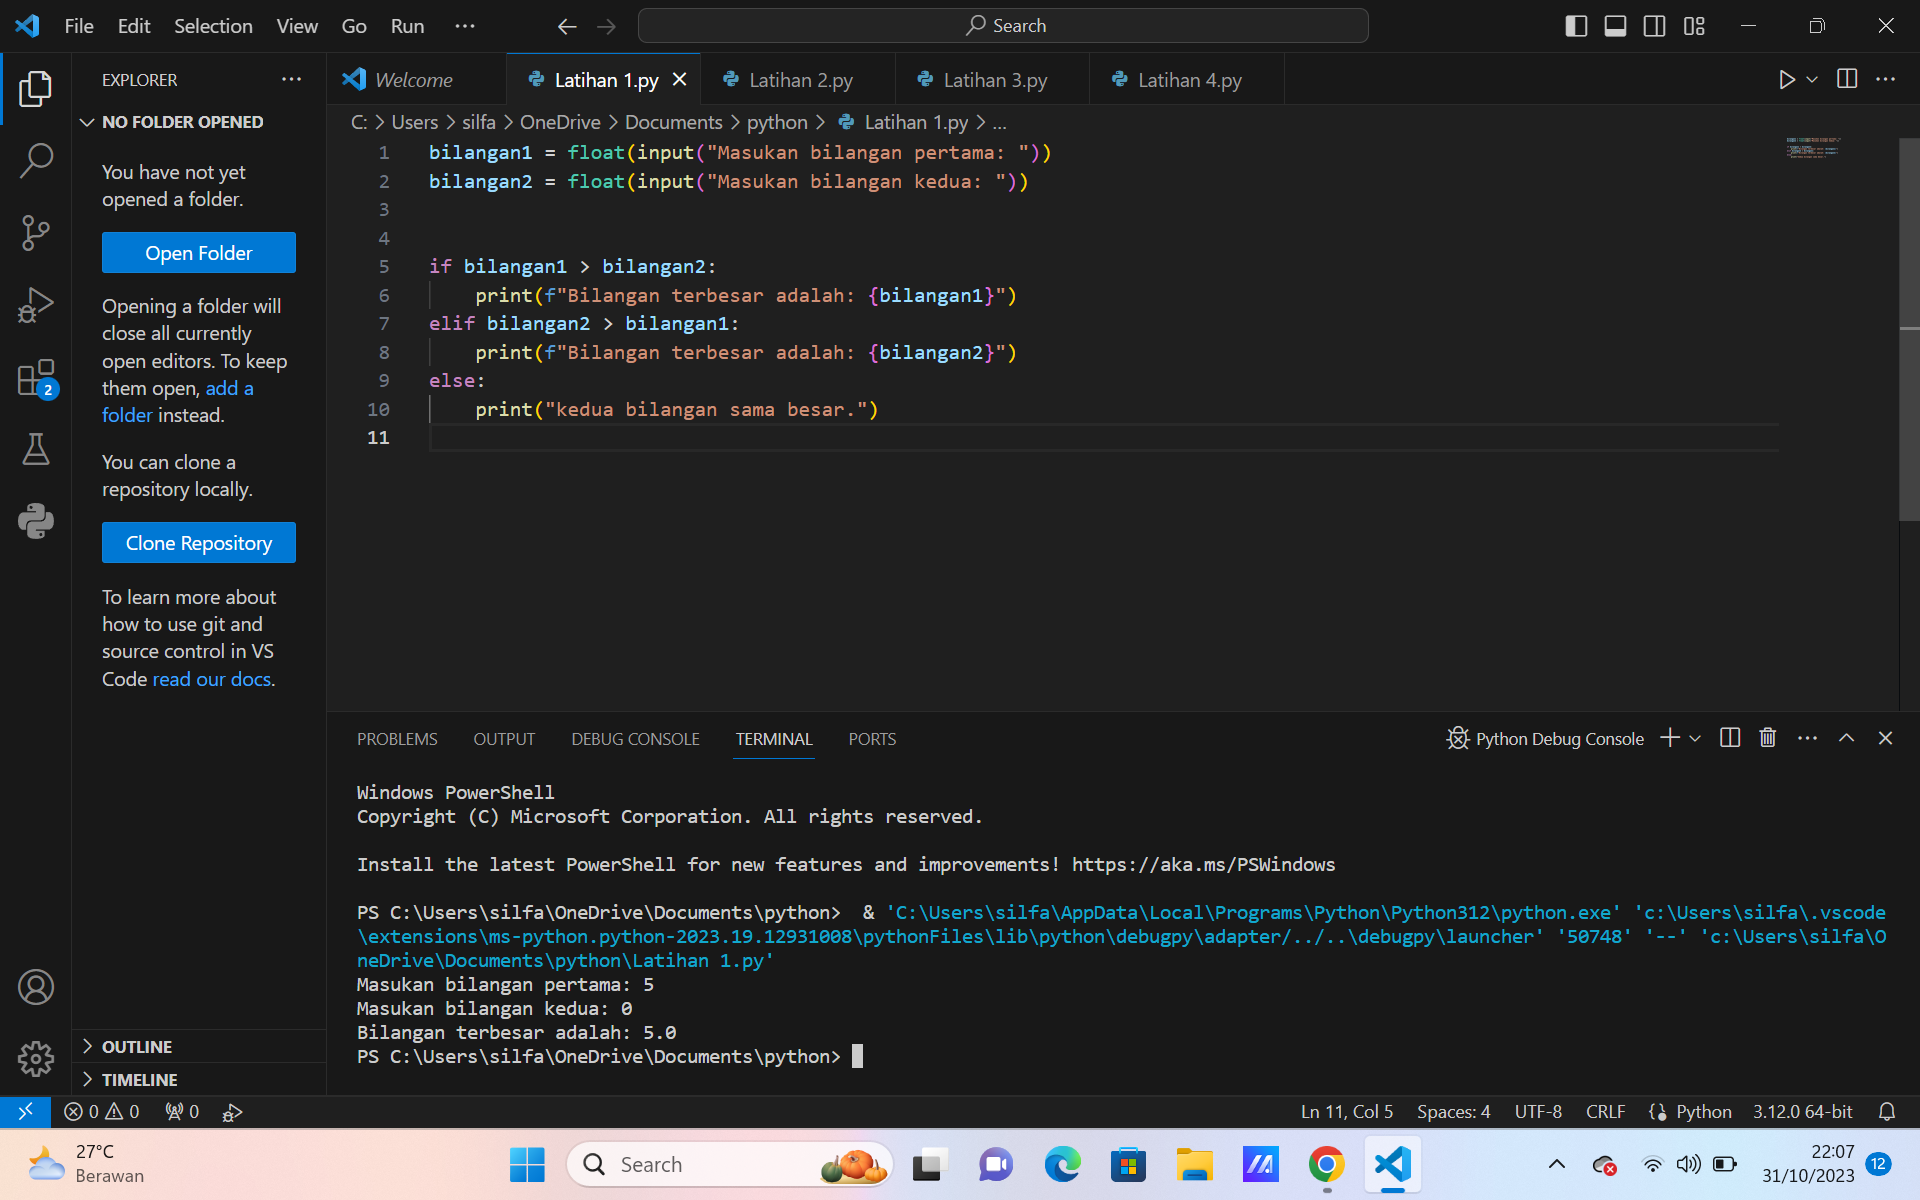 File Edit Selection View Go Run ··· Search
EXPLORER ···
Welcome Latihan 1.py Latihan 2.py Latihan 3.py Latihan 4.py
NO FOLDER OPENED
You have not yet
opened a folder.
Open Folder
Opening a folder will
close all currently
open editors. To keep
them open, add a
folder instead.
You can clone a
repository locally.
Clone Repository
To learn more about
how to use git and
source control in VS
Code read our docs.
OUTLINE
TIMELINE
2
C: > Users > silfa > OneDrive > Documents > python > Latihan 1.py > ...
1 bilangan1 = float(input("Masukan bilangan pertama: "))
2 bilangan2 = float(input("Masukan bilangan kedua: "))
3
4
5 if bilangan1 > bilangan2:
6     print(f"Bilangan terbesar adalah: {bilangan1}")
7 elif bilangan2 > bilangan1:
8     print(f"Bilangan terbesar adalah: {bilangan2}")
9 else:
10     print("kedua bilangan sama besar.")
11
PROBLEMS OUTPUT DEBUG CONSOLE TERMINAL PORTS Python Debug Console
Windows PowerShell
Copyright (C) Microsoft Corporation. All rights reserved.
Install the latest PowerShell for new features and improvements! https://aka.ms/PSWindows
PS C:\Users\silfa\OneDrive\Documents\python>  & 'C:\Users\silfa\AppData\Local\Programs\Python\Python312\python.exe' 'c:\Users\silfa\.vscode
\extensions\ms-python.python-2023.19.12931008\pythonFiles\lib\python\debugpy\adapter/../..\debugpy\launcher' '50748' '--' 'c:\Users\silfa\O
neDrive\Documents\python\Latihan 1.py'
Masukan bilangan pertama: 5
Masukan bilangan kedua: 0
Bilangan terbesar adalah: 5.0
PS C:\Users\silfa\OneDrive\Documents\python>
0 0 0 Ln 11, Col 5 Spaces: 4 UTF-8 CRLF Python 3.12.0 64-bit
27°C
Berawan
Search
22:07
31/10/2023
12